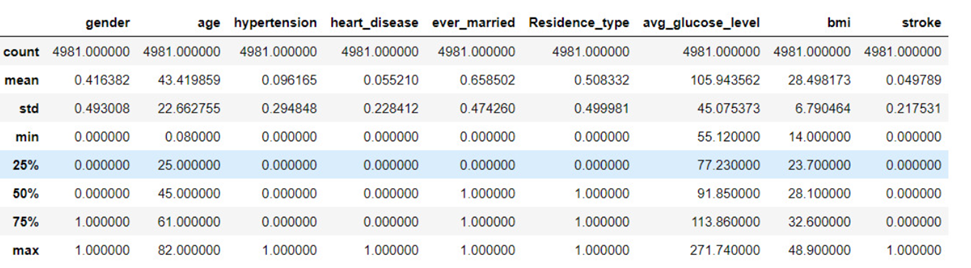 gender age hypertension heart_disease ever_married Residence_type avg_glucose_level bmi stroke
count 4981.000000 4981.000000 4981.000000 4981.000000 4981.000000 4981.000000 4981.000000 4981.000000 4981.000000
mean 0.416382 43.419859 0.096165 0.055210 0.658502 0.508332 105.943562 28.498173 0.049789
std 0.493008 22.662755 0.294848 0.228412 0.474260 0.499981 45.075373 6.790464 0.217531
min 0.000000 0.080000 0.000000 0.000000 0.000000 0.000000 55.120000 14.000000 0.000000
25% 0.000000 25.000000 0.000000 0.000000 0.000000 0.000000 77.230000 23.700000 0.000000
50% 0.000000 45.000000 0.000000 0.000000 1.000000 1.000000 91.850000 28.100000 0.000000
75% 1.000000 61.000000 0.000000 0.000000 1.000000 1.000000 113.860000 32.600000 0.000000
max 1.000000 82.000000 1.000000 1.000000 1.000000 1.000000 271.740000 48.900000 1.000000